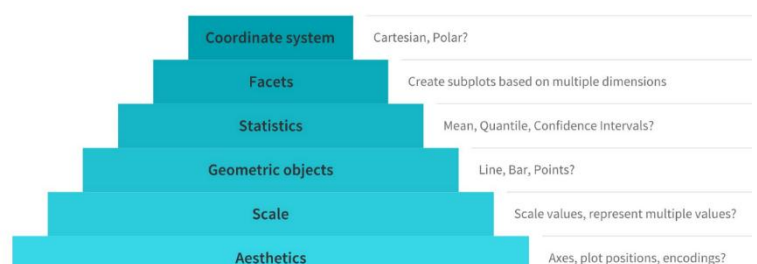 Coordinate system Cartesian, Polar?
Facets Create subplots based on multiple dimensions
Statistics Mean, Quantile, Confidence Intervals?
Geometric objects Line, Bar, Points?
Scale Scale values, represent multiple values?
Aesthetics Axes, plot positions, encodings?